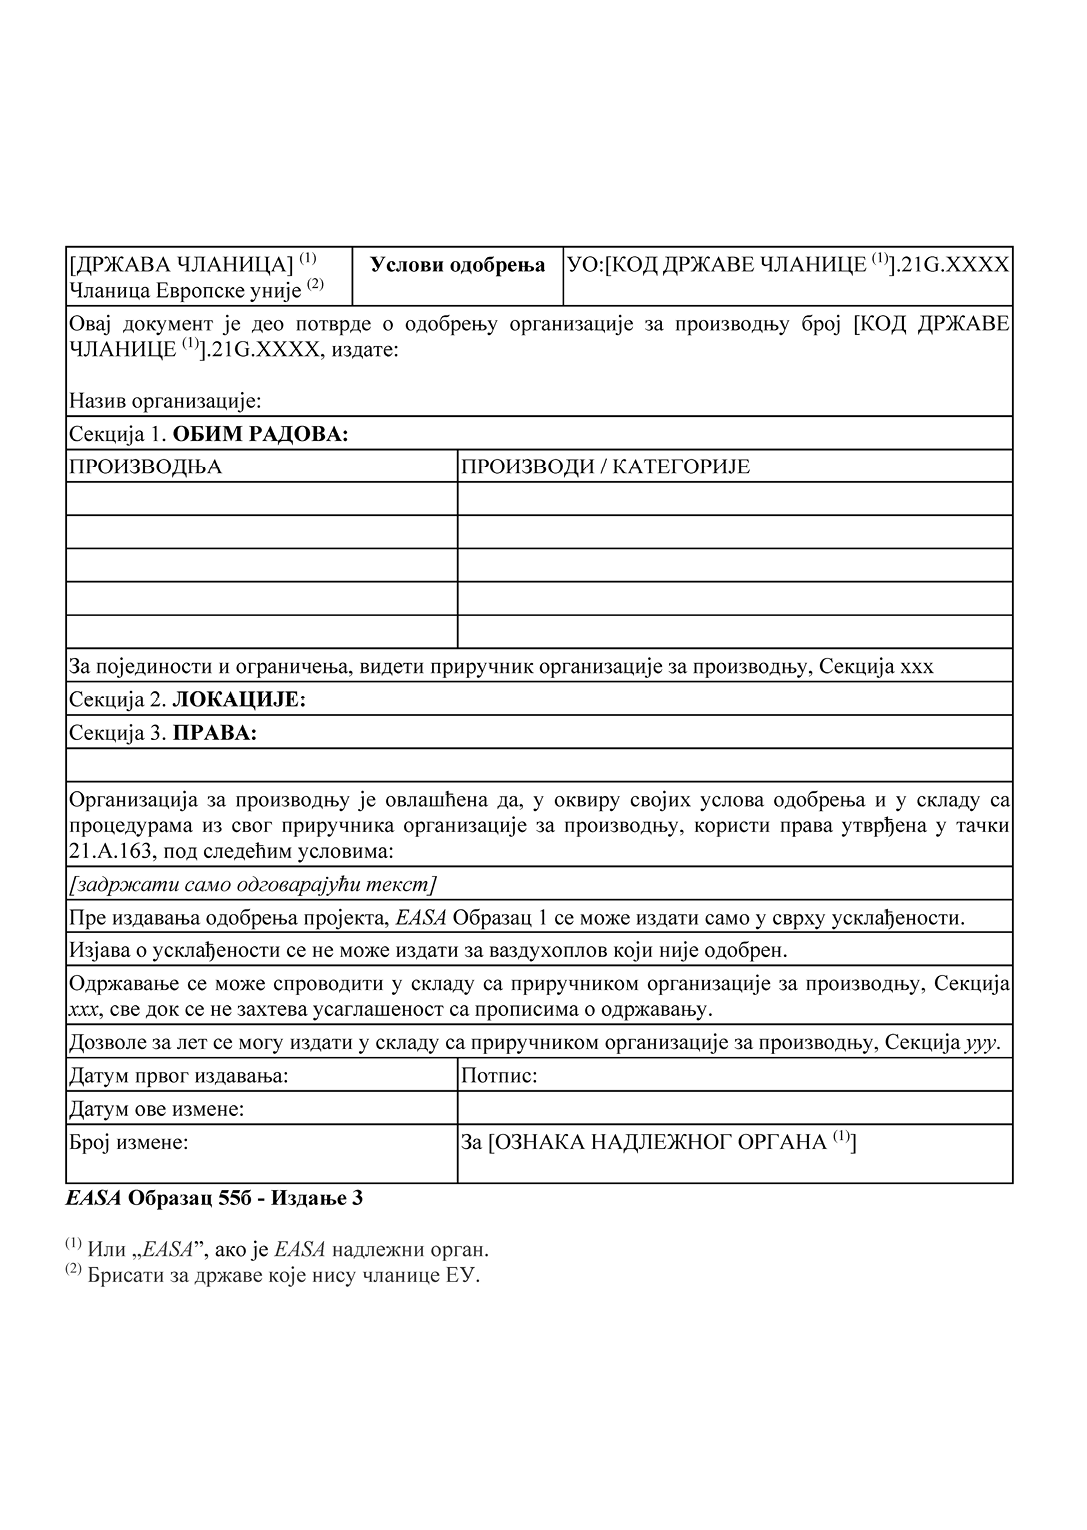 [ДРЖАВА ЧЛАНИЦА] (1)
Чланица Европске уније (2)
Услови одобрења
УО:[КОД ДРЖАВЕ ЧЛАНИЦЕ (1)].21G.XXXX
Овај документ је део потврде о одобрењу организације за производњу број [КОД ДРЖАВЕ
ЧЛАНИЦЕ (1)].21G.XXXX, издате:
Назив организације:
Секција 1. ОБИМ РАДОВА:
ПРОИЗВОДЊА
ПРОИЗВОДИ / КАТЕГОРИЈЕ
За појединости и ограничења, видети приручник организације за производњу, Секција xxx
Секција 2. ЛОКАЦИЈЕ:
Секција 3. ПРАВА:
Организација за производњу је овлашћена да, у оквиру својих услова одобрења и у складу са
процедурама из свог приручника организације за производњу, користи права утврђена у тачки
21.А.163, под следећим условима:
[задржати само одговарајући текст]
Пре издавања одобрења пројекта, EASA Образац 1 се може издати само у сврху усклађености.
Изјава о усклађености се не може издати за ваздухоплов који није одобрен.
Одржавање се може спроводити у складу са приручником организације за производњу, Секција
xxx, све док се не захтева усаглашеност са прописима о одржавању.
Дозволе за лет се могу издати у складу са приручником организације за производњу, Секција yyy.
Датум првог издавања:
Потпис:
Датум ове измене:
Број измене:
За [ОЗНАКА НАДЛЕЖНОГ ОРГАНА (1)]
EASA Образац 55б - Издање 3
(1) Или „EASA”, ако је EASA надлежни орган.
(2) Брисати за државе које нису чланице ЕУ.